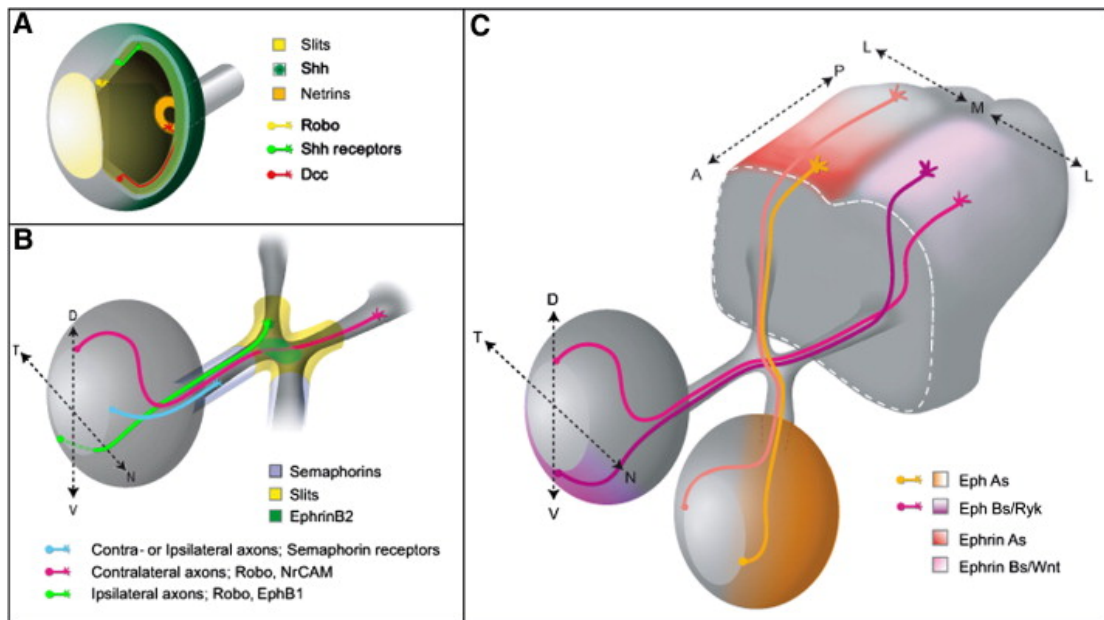 A
Slits
Shh
Netrins
Robo
Shh receptors
Dcc
B
D
T
N
V
Semaphorins
Slits
EphrinB2
Contra- or Ipsilateral axons; Semaphorin receptors
Contralateral axons; Robo, NrCAM
Ipsilateral axons; Robo, EphB1
C
L
P
M
A
L
D
T
N
V
Eph As
Eph Bs/Ryk
Ephrin As
Ephrin Bs/Wnt